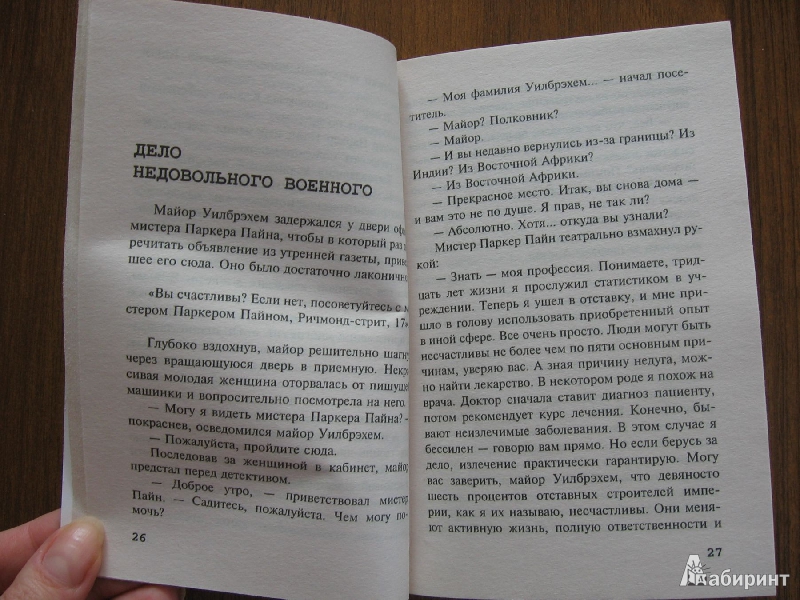 ДЕЛО
НЕДОВОЛЬНОГО ВОЕННОГО
Майор Уилбрэхем задержался у двери
мистера Паркера Пайна, чтобы в который раз
речитать объявление из утренней газеты,
шее его сюда. Оно было достаточно лаконично
«Вы счастливы? Если нет, посоветуйтесь с
стером Паркером Пайном, Ричмонд-стрит, 17»
Глубоко вздохнув, майор решительно шагн
через вращающуюся дверь в приемную. Некра
сивая молодая женщина оторвалась от пишуще
машинки и вопросительно посмотрела на него.
— Могу я видеть мистера Паркера Пайна? —
покраснев, осведомился майор Уилбрэхем.
— Пожалуйста, пройдите сюда.
Последовав за женщиной в кабинет, майор
предстал перед детективом.
— Доброе утро, — приветствовал мистер
Пайн. — Садитесь, пожалуйста. Чем могу по-
мочь?
26
— Моя фамилия Уилбрэхем... — начал посе-
титель.
— Майор? Полковник?
— Майор.
— И вы недавно вернулись из-за границы? Из
Индии? Из Восточной Африки?
— Из Восточной Африки.
— Прекрасное место. Итак, вы снова дома —
и вам это не по душе. Я прав, не так ли?
— Абсолютно. Хотя... откуда вы узнали?
Мистер Паркер Пайн театрально взмахнул ру-
кой:
— Знать — моя профессия. Понимаете, трид-
цать лет жизни я прослужил статистиком в уч-
реждении. Теперь я ушел в отставку, и мне при-
шло в голову использовать приобретенный опыт
в иной сфере. Все очень просто. Люди могут быть
несчастливы не более чем по пяти основным при-
чинам, уверяю вас. А зная причину недуга, мож-
но найти лекарство. В некотором роде я похож на
врача. Доктор сначала ставит диагноз пациенту,
потом рекомендует курс лечения. Конечно, бы-
вают неизлечимые заболевания. В этом случае я
бессилен — говорю вам прямо. Но если берусь за
дело, излечение практически гарантирую. Могу
вас заверить, майор Уилбрэхем, что девяносто
шесть процентов отставных строителей импе-
рии, как я их называю, несчастливы. Они меня-
ют активную жизнь, полную ответственности и
27
Лабиринт